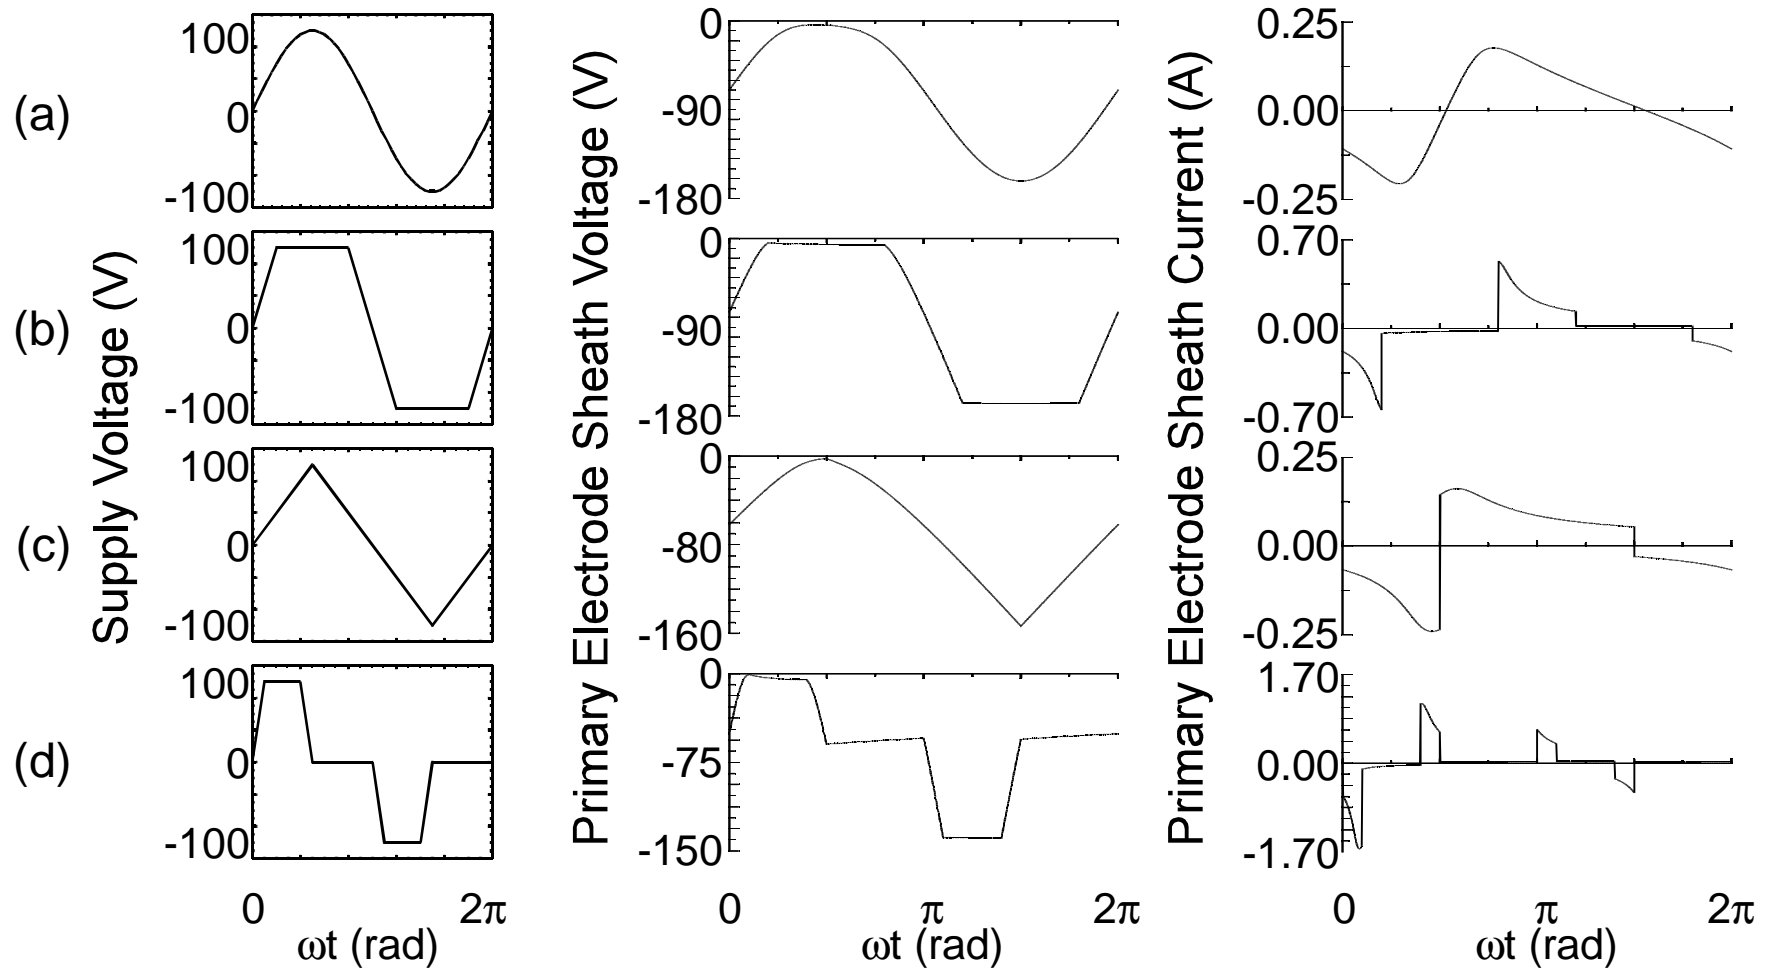 (a)
(b)
(c)
(d)
Supply Voltage (V)
100
0
-100
100
0
-100
100
0
-100
100
0
-100
0
2π
ωt (rad)
Primary Electrode Sheath Voltage (V)
0
-90
-180
0
-90
-180
0
-80
-160
0
-75
-150
0
π
2π
ωt (rad)
Primary Electrode Sheath Current (A)
0.25
0.00
-0.25
0.70
0.00
-0.70
0.25
0.00
-0.25
1.70
0.00
-1.70
0
π
2π
ωt (rad)